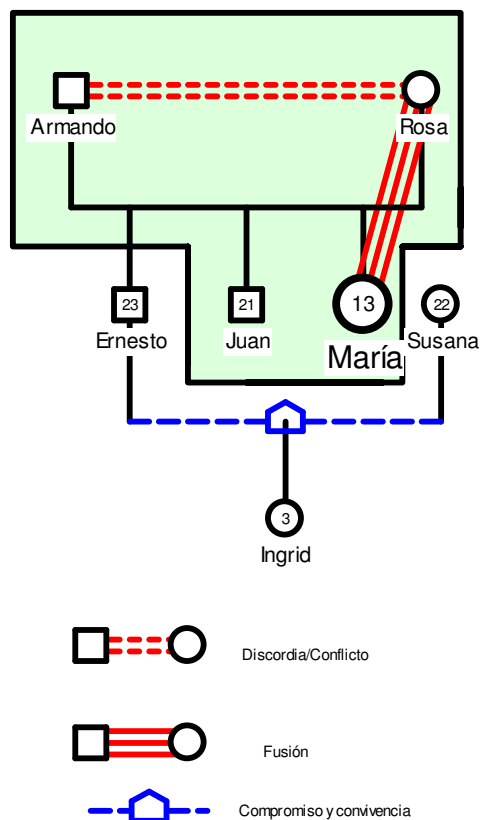 Armando Rosa
23 21 13 22
Ernesto Juan María Susana
3
Ingrid
Discordia/Conflicto
Fusión
Compromiso y convivencia